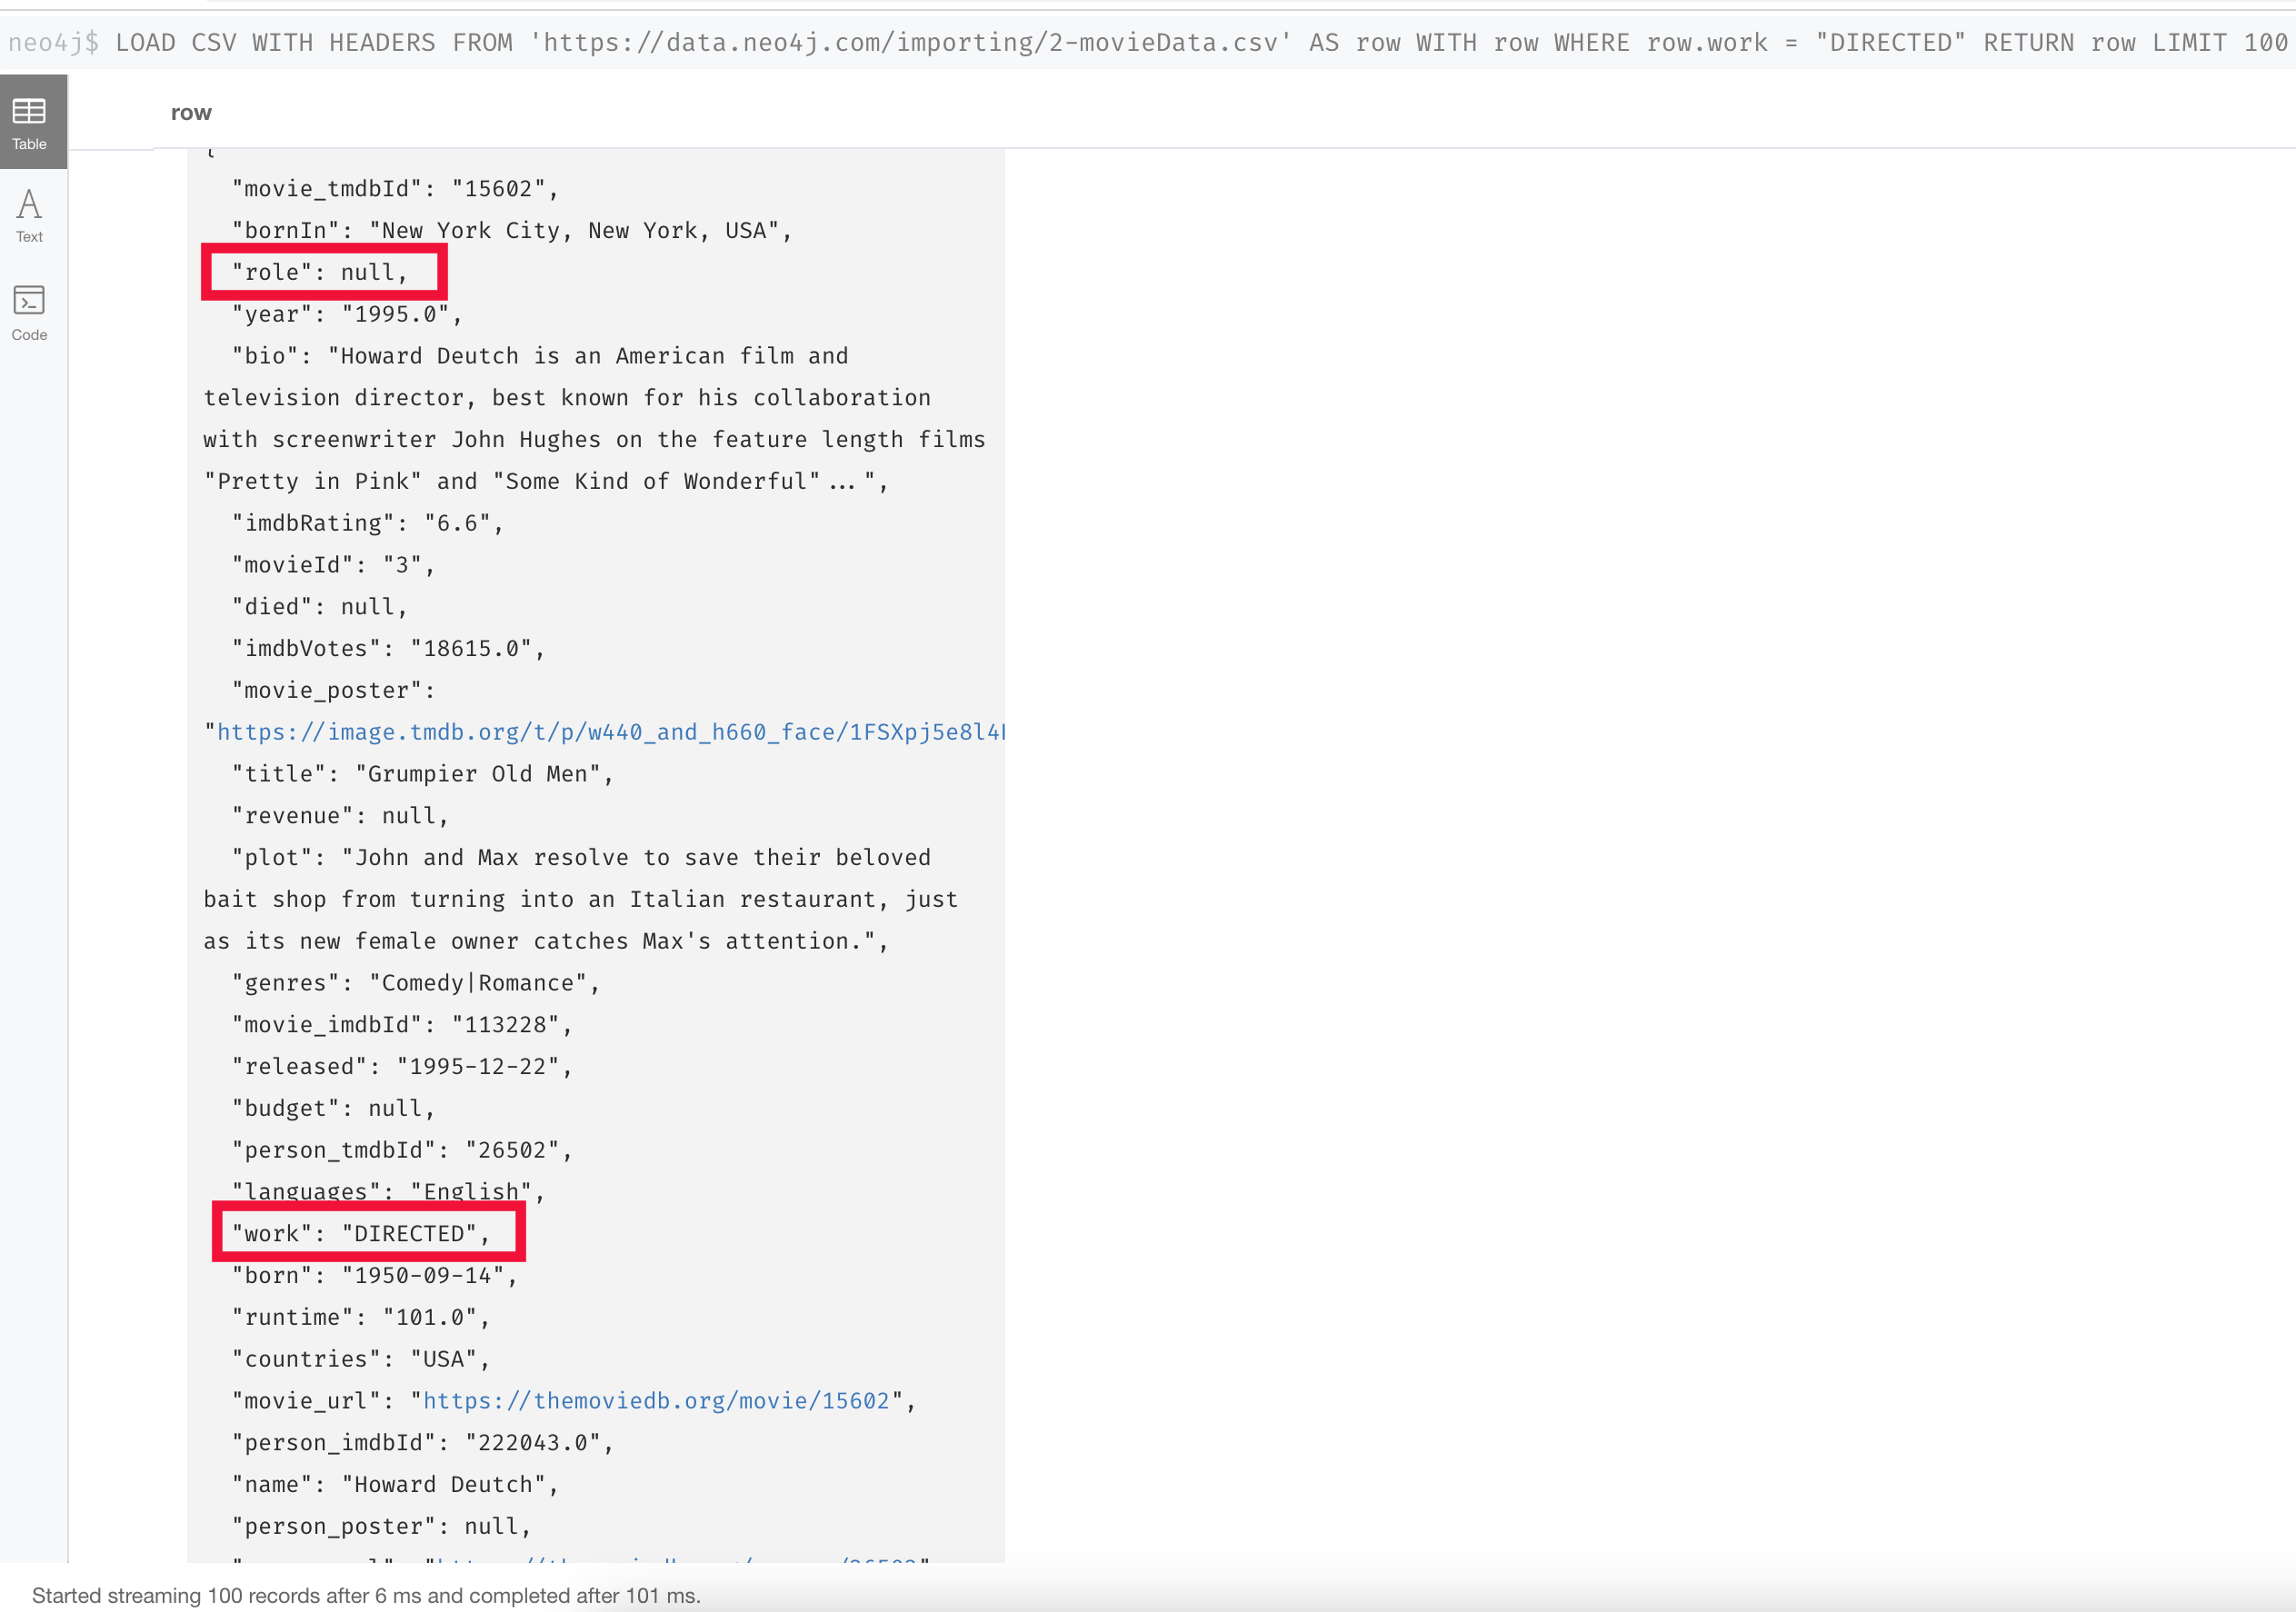 neo4j$ LOAD CSV WITH HEADERS FROM 'https://data.neo4j.com/importing/2-movieData.csv' AS row WITH row WHERE row.work = "DIRECTED" RETURN row LIMIT 100
Table
Text
Code
row
{
"movie_tmdbId": "15602",
"bornIn": "New York City, New York, USA",
"role": null,
"year": "1995.0",
"bio": "Howard Deutch is an American film and
television director, best known for his collaboration
with screenwriter John Hughes on the feature length films
"Pretty in Pink" and "Some Kind of Wonderful"...",
"imdbRating": "6.6",
"movieId": "3",
"died": null,
"imdbVotes": "18615.0",
"movie_poster":
"https://image.tmdb.org/t/p/w440_and_h660_face/1FSXpj5e8l4
"title": "Grumpier Old Men",
"revenue": null,
"plot": "John and Max resolve to save their beloved
bait shop from turning into an Italian restaurant, just
as its new female owner catches Max's attention.",
"genres": "Comedy|Romance",
"movie_imdbId": "113228",
"released": "1995-12-22",
"budget": null,
"person_tmdbId": "26502",
"languages": "English",
"work": "DIRECTED",
"born": "1950-09-14",
"runtime": "101.0",
"countries": "USA",
"movie_url": "https://themoviedb.org/movie/15602",
"person_imdbId": "222043.0",
"name": "Howard Deutch",
"person_poster": null,
Started streaming 100 records after 6 ms and completed after 101 ms.